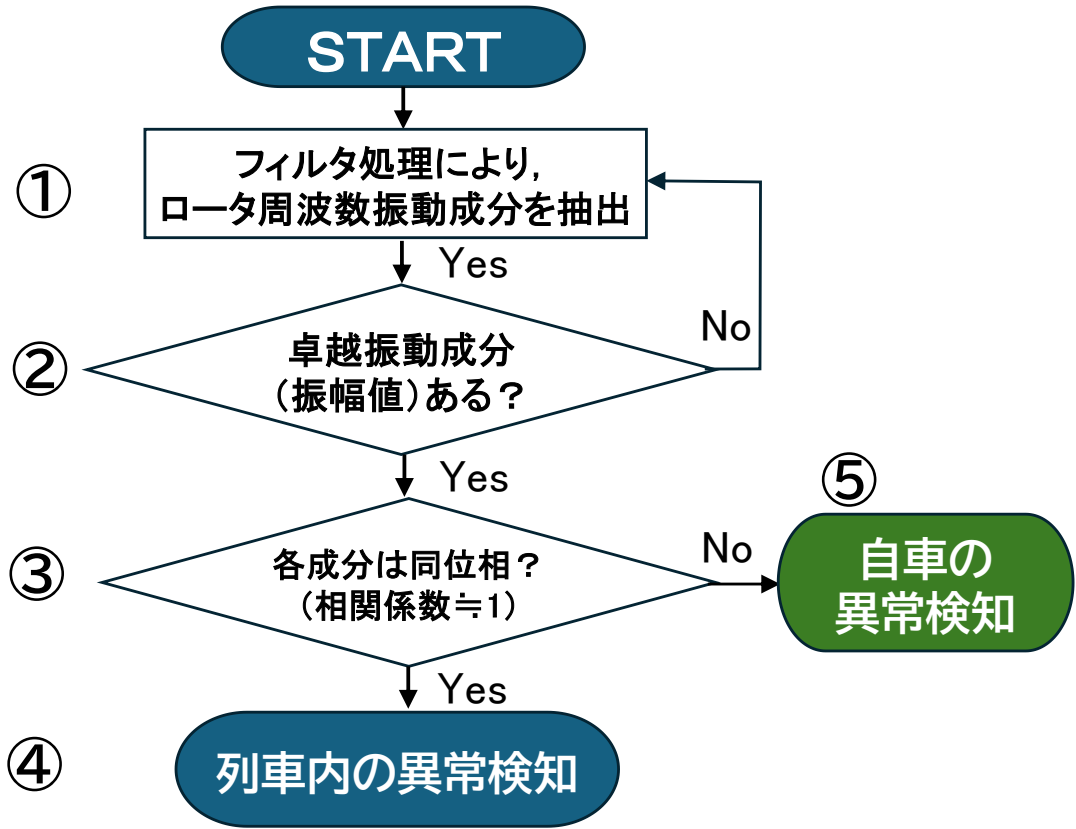 START
①
フィルタ処理により,
ロータ周波数振動成分を抽出
Yes
No
②
卓越振動成分
(振幅値)ある？
Yes
⑤
③
各成分は同位相？
(相関係数≒1)
No
自車の
異常検知
Yes
④
列車内の異常検知